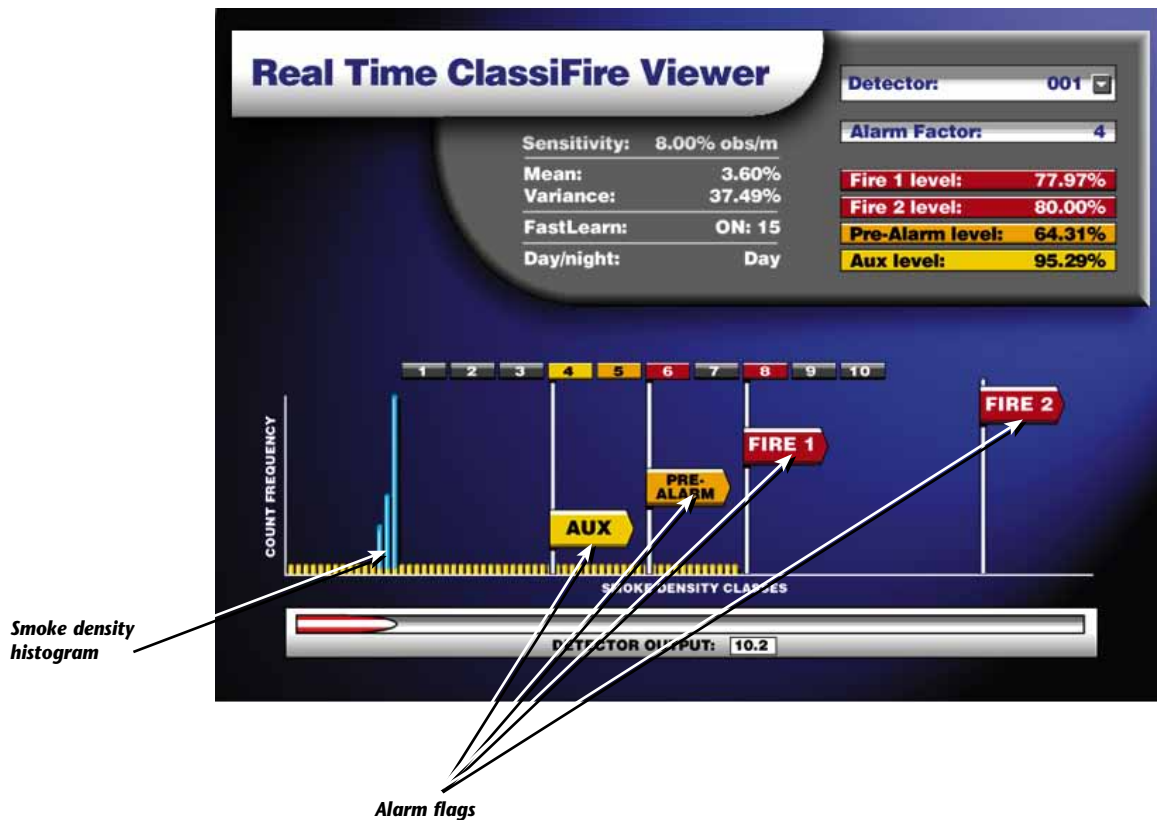 Real Time ClassiFire Viewer
Detector: 001
Alarm Factor: 4
Sensitivity: 8.00% obs/m
Mean: 3.60%
Variance: 37.49%
FastLearn: ON: 15
Day/night: Day
Fire 1 level: 77.97%
Fire 2 level: 80.00%
Pre-Alarm level: 64.31%
Aux level: 95.29%
1 2 3 4 5 6 7 8 9 10
FIRE 2
FIRE 1
PRE-
ALARM
AUX
COUNT FREQUENCY
SMOKE DENSITY CLASSES
DETECTOR OUTPUT: 10.2
Smoke density
histogram
Alarm flags